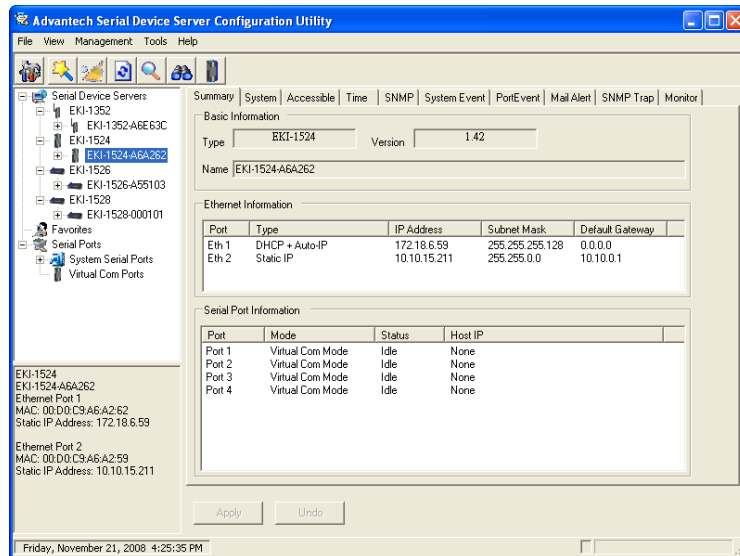 Advantech Serial Device Server Configuration Utility
File View Management Tools Help
Serial Device Servers
EKI-1352
EKI-1352-A6E63C
EKI-1524
EKI-1524-A6A262
EKI-1526
EKI-1526-A55103
EKI-1528
EKI-1528-000101
Favorites
Serial Ports
System Serial Ports
Virtual Com Ports
EKI-1524
EKI-1524-A6A262
Ethernet Port 1
MAC: 00:D0:C9:A6:A2:62
Static IP Address: 172.18.6.59
Ethernet Port 2
MAC: 00:D0:C9:A6:A2:59
Static IP Address: 10.10.15.211
Summary System Accessible Time SNMP System Event PortEvent Mail Alert SNMP Trap Monitor
Basic Information
Type EKI-1524 Version 1.42
Name EKI-1524-A6A262
Ethernet Information
Port Type IP Address Subnet Mask Default Gateway
Eth 1 DHCP + Auto-IP 172.18.6.59 255.255.255.128 0.0.0.0
Eth 2 Static IP 10.10.15.211 255.255.0.0 10.10.0.1
Serial Port Information
Port Mode Status Host IP
Port 1 Virtual Com Mode Idle None
Port 2 Virtual Com Mode Idle None
Port 3 Virtual Com Mode Idle None
Port 4 Virtual Com Mode Idle None
Apply Undo
Friday, November 21, 2008 4:25:35 PM